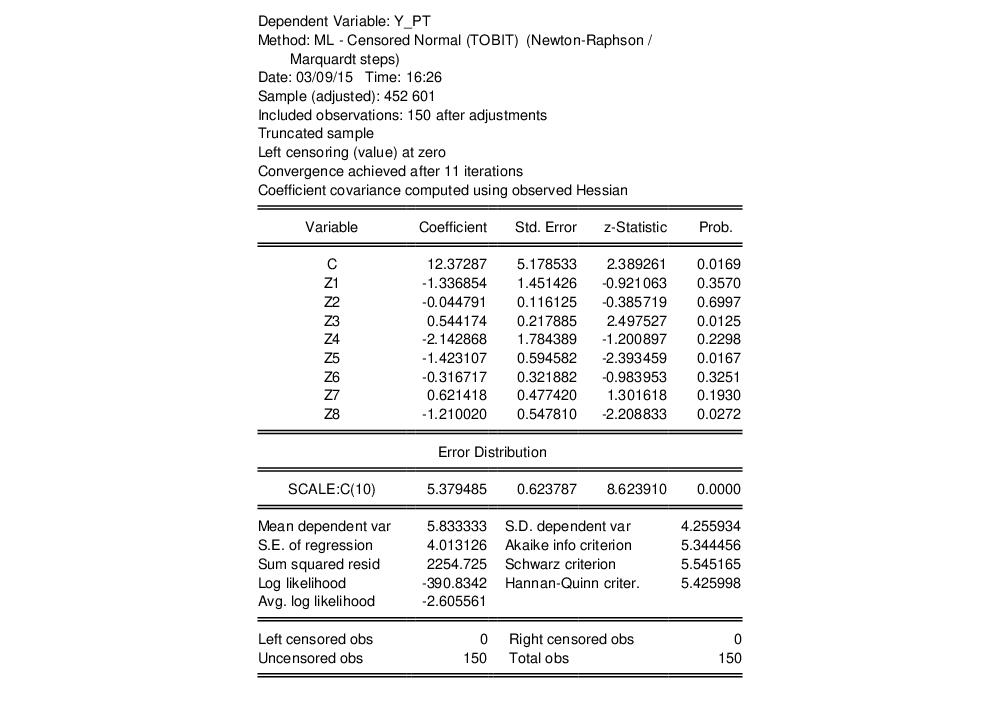 Dependent Variable: Y_PT
Method: ML - Censored Normal (TOBIT) (Newton-Raphson /
Marquardt steps)
Date: 03/09/15 Time: 16:26
Sample (adjusted): 452 601
Included observations: 150 after adjustments
Truncated sample
Left censoring (value) at zero
Convergence achieved after 11 iterations
Coefficient covariance computed using observed Hessian
Variable Coefficient Std. Error z-Statistic Prob.
C 12.37287 5.178533 2.389261 0.0169
Z1 -1.336854 1.451426 -0.921063 0.3570
Z2 -0.044791 0.116125 -0.385719 0.6997
Z3 0.544174 0.217885 2.497527 0.0125
Z4 -2.142868 1.784389 -1.200897 0.2298
Z5 -1.423107 0.594582 -2.393459 0.0167
Z6 -0.316717 0.321882 -0.983953 0.3251
Z7 0.621418 0.477420 1.301618 0.1930
Z8 -1.210020 0.547810 -2.208833 0.0272
Error Distribution
SCALE:C(10) 5.379485 0.623787 8.623910 0.0000
Mean dependent var 5.833333 S.D. dependent var 4.255934
S.E. of regression 4.013126 Akaike info criterion 5.344456
Sum squared resid 2254.725 Schwarz criterion 5.545165
Log likelihood -390.8342 Hannan-Quinn criter. 5.425998
Avg. log likelihood -2.605561
Left censored obs 0 Right censored obs 0
Uncensored obs 150 Total obs 150